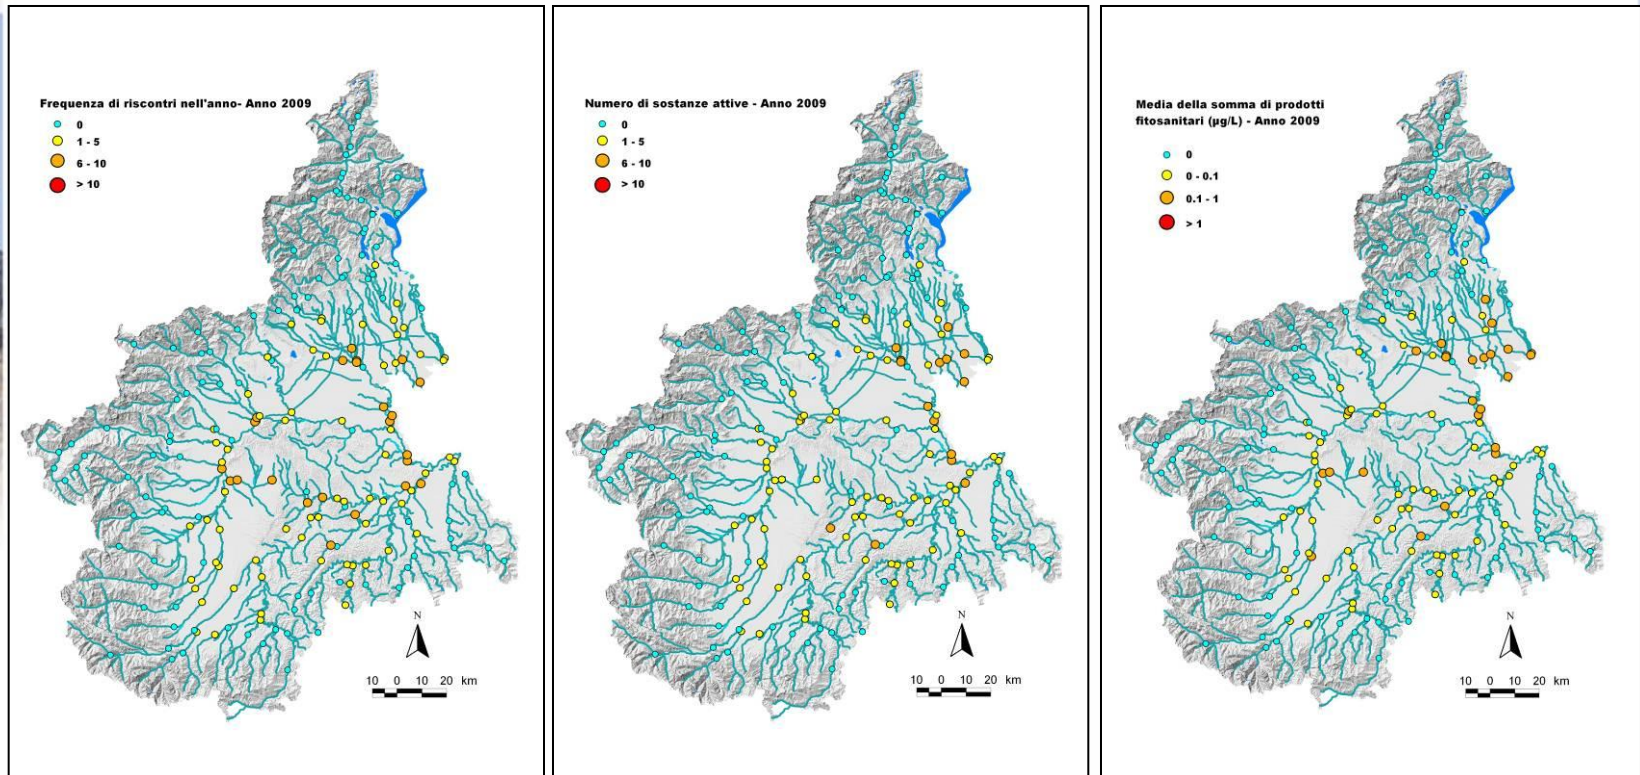 Frequenza di riscontri nell'anno- Anno 2009
0
1 - 5
6 - 10
> 10
N
10 0 10 20 km
Numero di sostanze attive - Anno 2009
0
1 - 5
6 - 10
> 10
N
10 0 10 20 km
Media della somma di prodotti
fitosanitari (µg/L) - Anno 2009
0
0 - 0.1
0.1 - 1
> 1
N
10 0 10 20 km